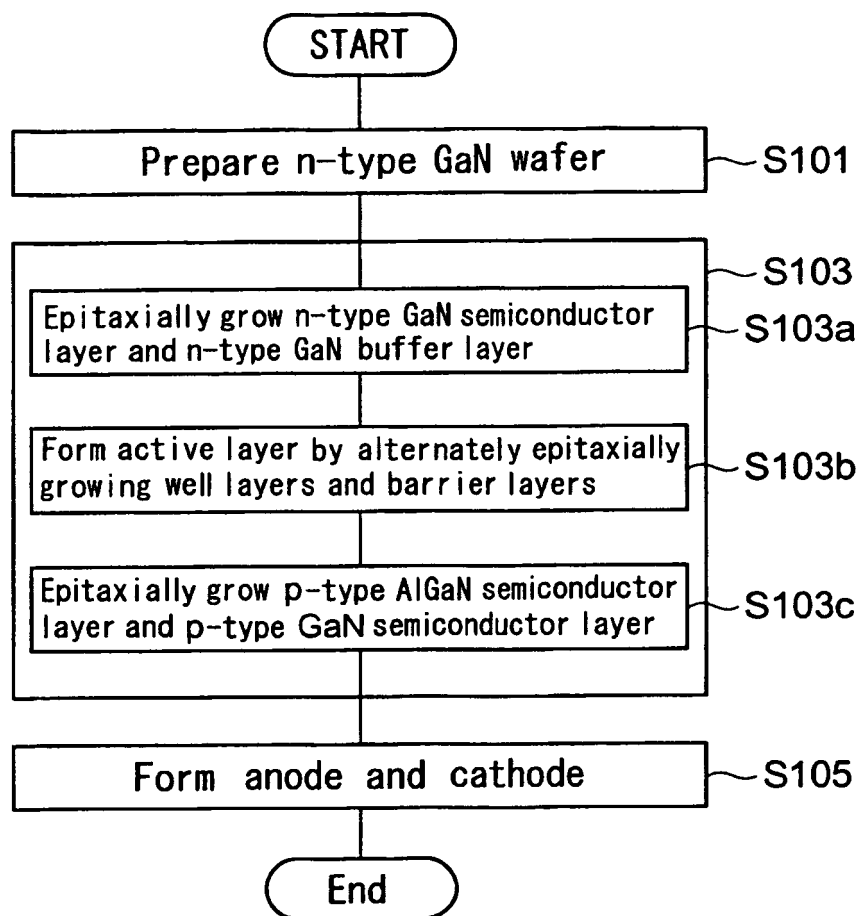 START
Prepare n-type GaN wafer
S101
S103
Epitaxially grow n-type GaN semiconductor
layer and n-type GaN buffer layer
S103a
Form active layer by alternately epitaxially
growing well layers and barrier layers
S103b
Epitaxially grow p-type AlGaN semiconductor
layer and p-type GaN semiconductor layer
S103c
Form anode and cathode
S105
End